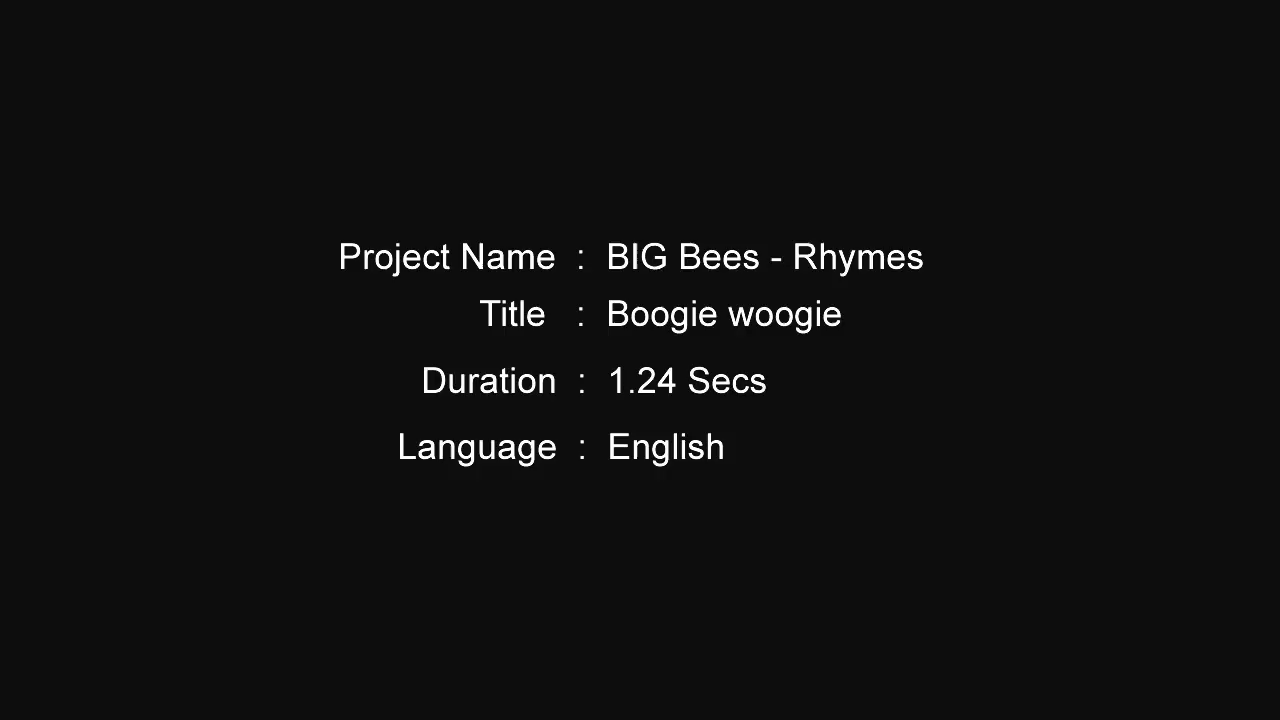 Project Name : BIG Bees - Rhymes
Title : Boogie woogie
Duration : 1.24 Secs
Language : English